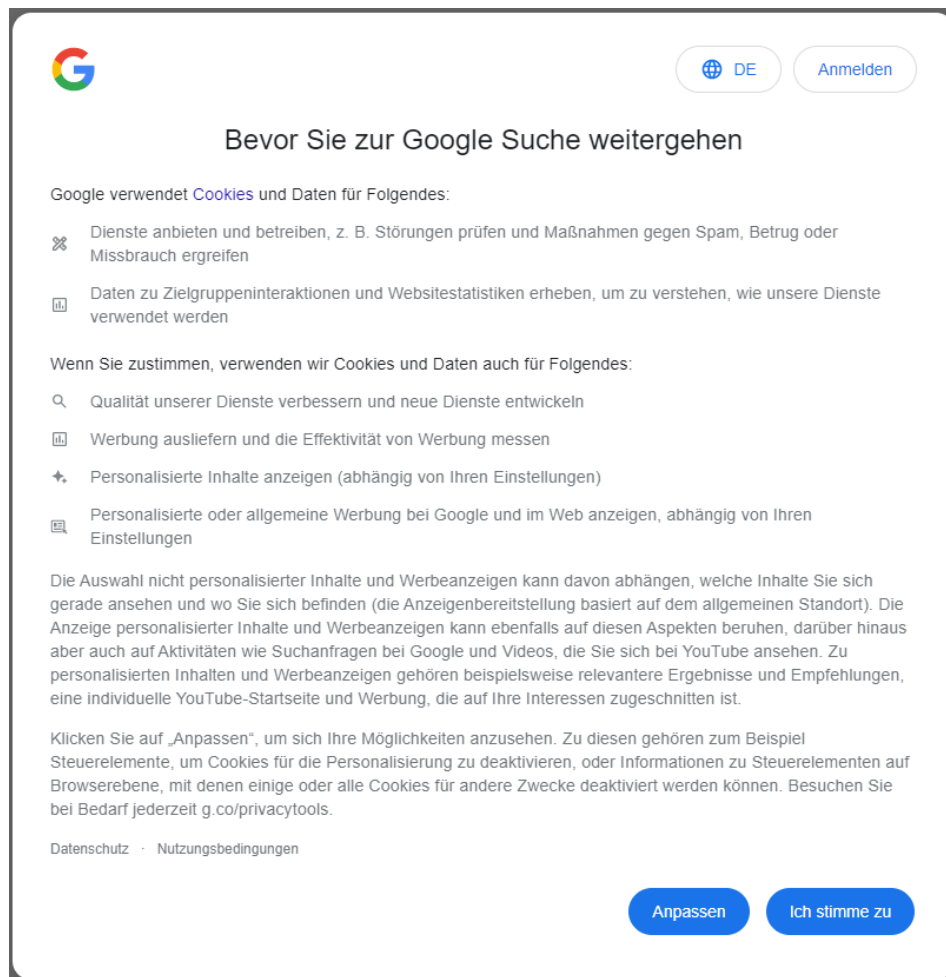 DE
Anmelden
Bevor Sie zur Google Suche weitergehen
Google verwendet Cookies und Daten für Folgendes:
Dienste anbieten und betreiben, z. B. Störungen prüfen und Maßnahmen gegen Spam, Betrug oder
Missbrauch ergreifen
Daten zu Zielgruppeninteraktionen und Websitestatistiken erheben, um zu verstehen, wie unsere Dienste
verwendet werden
Wenn Sie zustimmen, verwenden wir Cookies und Daten auch für Folgendes:
Qualität unserer Dienste verbessern und neue Dienste entwickeln
Werbung ausliefern und die Effektivität von Werbung messen
Personalisierte Inhalte anzeigen (abhängig von Ihren Einstellungen)
Personalisierte oder allgemeine Werbung bei Google und im Web anzeigen, abhängig von Ihren
Einstellungen
Die Auswahl nicht personalisierter Inhalte und Werbeanzeigen kann davon abhängen, welche Inhalte Sie sich
gerade ansehen und wo Sie sich befinden (die Anzeigenbereitstellung basiert auf dem allgemeinen Standort). Die
Anzeige personalisierter Inhalte und Werbeanzeigen kann ebenfalls auf diesen Aspekten beruhen, darüber hinaus
aber auch auf Aktivitäten wie Suchanfragen bei Google und Videos, die Sie sich bei YouTube ansehen. Zu
personalisierten Inhalten und Werbeanzeigen gehören beispielsweise relevantere Ergebnisse und Empfehlungen,
eine individuelle YouTube-Startseite und Werbung, die auf Ihre Interessen zugeschnitten ist.
Klicken Sie auf „Anpassen“, um sich Ihre Möglichkeiten anzusehen. Zu diesen gehören zum Beispiel
Steuerelemente, um Cookies für die Personalisierung zu deaktivieren, oder Informationen zu Steuerelementen auf
Browserebene, mit denen einige oder alle Cookies für andere Zwecke deaktiviert werden können. Besuchen Sie
bei Bedarf jederzeit g.co/privacytools.
Datenschutz · Nutzungsbedingungen
Anpassen
Ich stimme zu